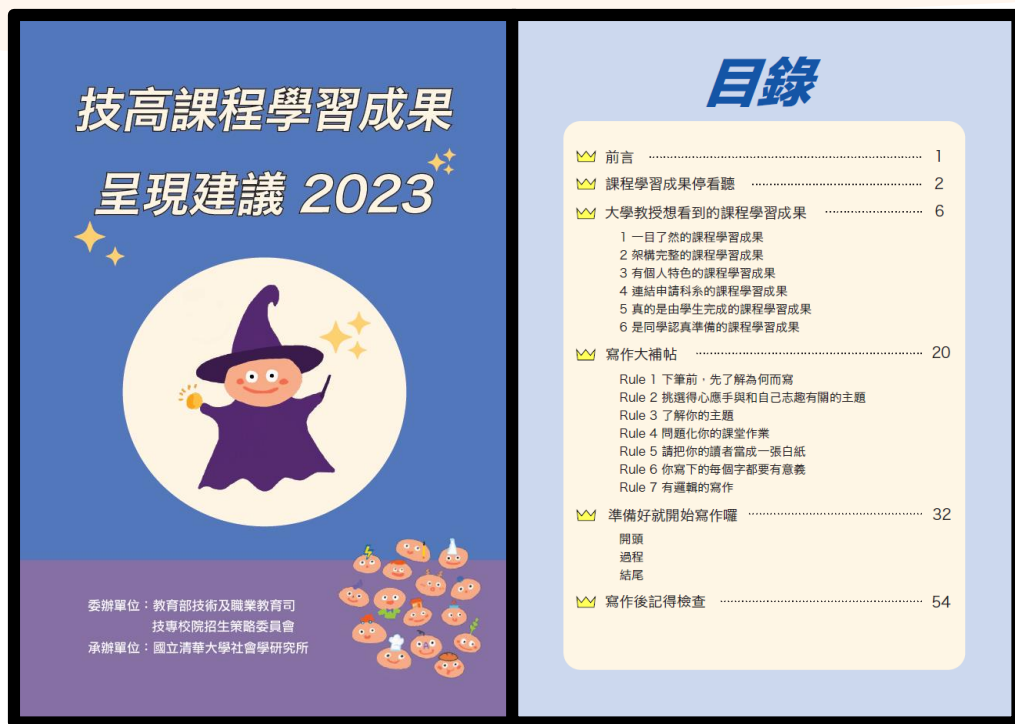 技高課程學習成果
呈現建議 2023
委辦單位：教育部技術及職業教育司
技專校院招生策略委員會
承辦單位：國立清華大學社會學研究所
目錄
前言 1
課程學習成果停看聽 2
大學教授想看到的課程學習成果 6
1 一目了然的課程學習成果
2 架構完整的課程學習成果
3 有個人特色的課程學習成果
4 連結申請科系的課程學習成果
5 真的是由學生完成的課程學習成果
6 是同學認真準備的課程學習成果
寫作大補帖 20
Rule 1 下筆前，先了解為何而寫
Rule 2 挑選得心應手與和自己志趣有關的主題
Rule 3 了解你的主題
Rule 4 問題化你的課堂作業
Rule 5 請把你的讀者當成一張白紙
Rule 6 你寫下的每個字都要有意義
Rule 7 有邏輯的寫作
準備好就開始寫作囉 32
開頭
過程
結尾
寫作後記得檢查 54